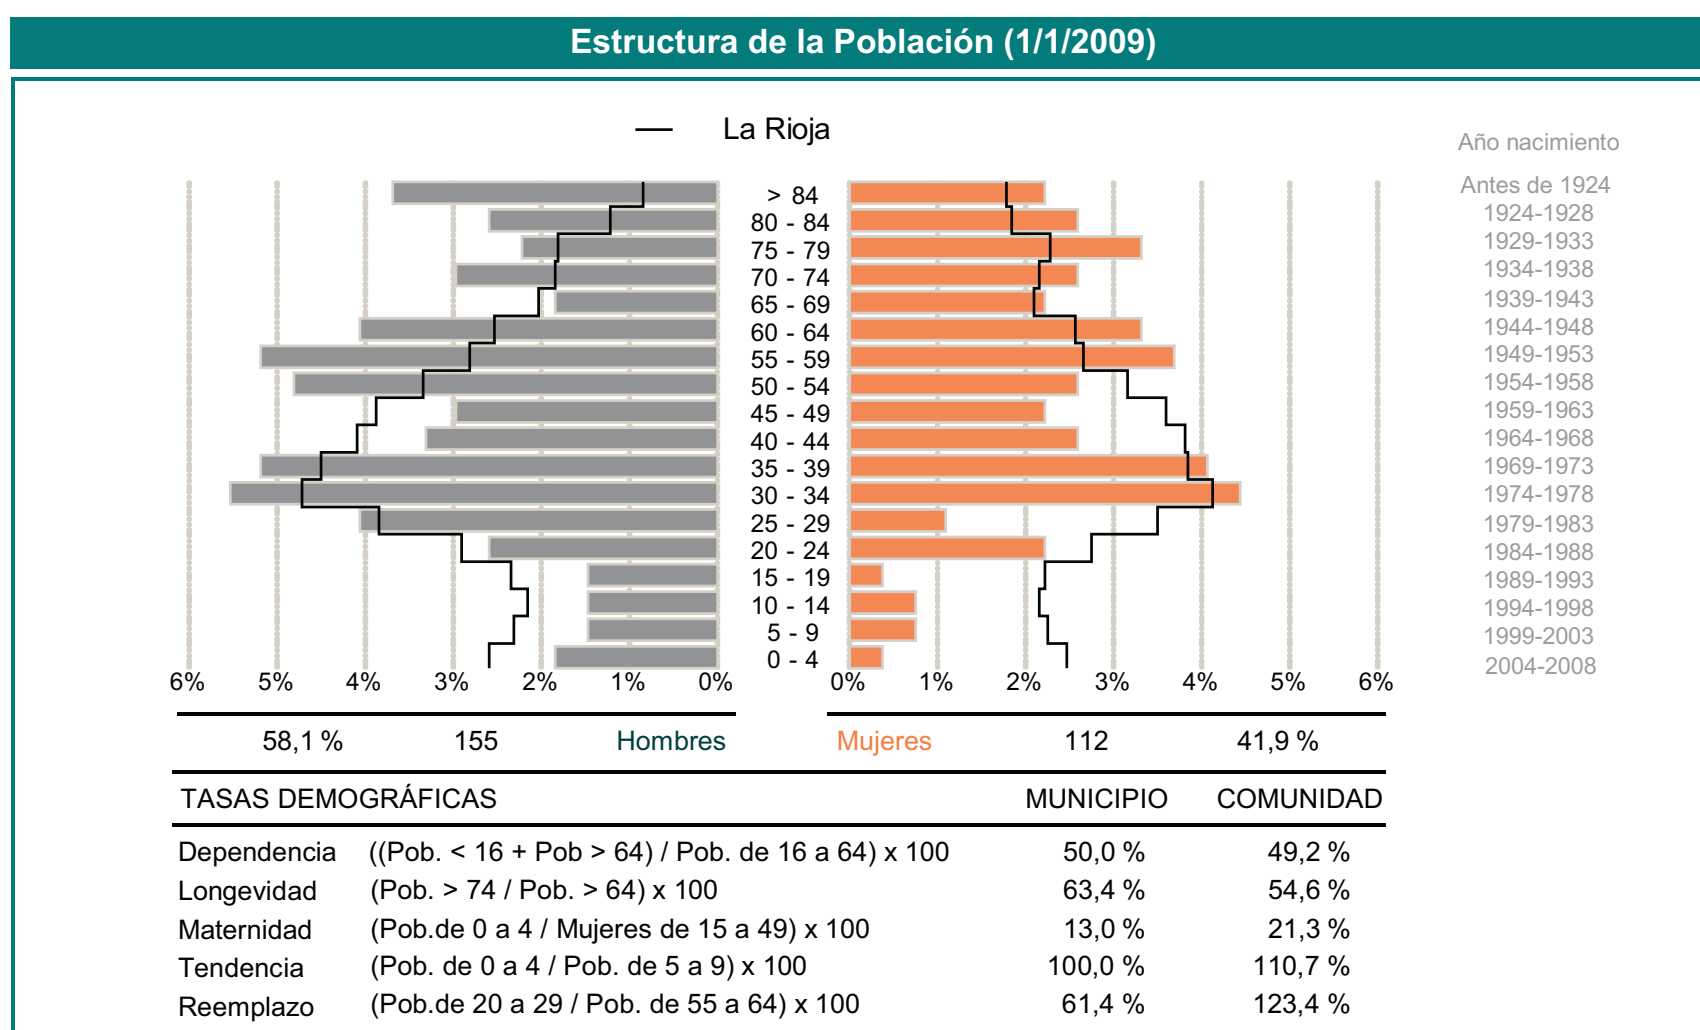 Estructura de la Población (1/1/2009)
La Rioja
Año nacimiento
> 84 Antes de 1924
80 - 84 1924-1928
75 - 79 1929-1933
70 - 74 1934-1938
65 - 69 1939-1943
60 - 64 1944-1948
55 - 59 1949-1953
50 - 54 1954-1958
45 - 49 1959-1963
40 - 44 1964-1968
35 - 39 1969-1973
30 - 34 1974-1978
25 - 29 1979-1983
20 - 24 1984-1988
15 - 19 1989-1993
10 - 14 1994-1998
5 - 9 1999-2003
0 - 4 2004-2008
6% 5% 4% 3% 2% 1% 0% 0% 1% 2% 3% 4% 5% 6%
58,1 % 155 Hombres Mujeres 112 41,9 %
TASAS DEMOGRÁFICAS MUNICIPIO COMUNIDAD
Dependencia ((Pob. < 16 + Pob > 64) / Pob. de 16 a 64) x 100 50,0 % 49,2 %
Longevidad (Pob. > 74 / Pob. > 64) x 100 63,4 % 54,6 %
Maternidad (Pob.de 0 a 4 / Mujeres de 15 a 49) x 100 13,0 % 21,3 %
Tendencia (Pob. de 0 a 4 / Pob. de 5 a 9) x 100 100,0 % 110,7 %
Reemplazo (Pob.de 20 a 29 / Pob. de 55 a 64) x 100 61,4 % 123,4 %